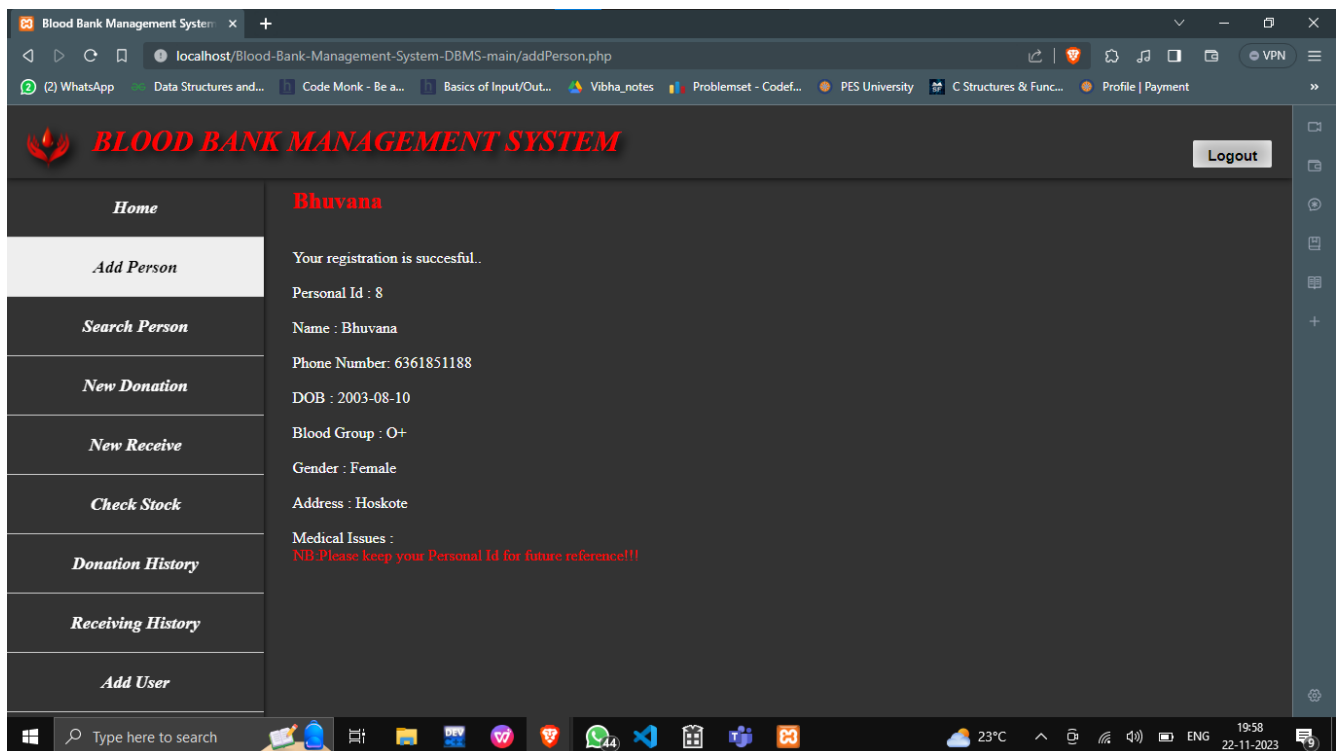 Blood Bank Management System
localhost/Blood-Bank-Management-System-DBMS-main/addPerson.php
VPN
(2) WhatsApp
Data Structures and...
Code Monk - Be a...
Basics of Input/Out...
Vibha_notes
Problemset - Codef...
PES University
C Structures & Func...
Profile | Payment
BLOOD BANK MANAGEMENT SYSTEM
Logout
Home
Add Person
Search Person
New Donation
New Receive
Check Stock
Donation History
Receiving History
Add User
Bhuvana
Your registration is succesful..
Personal Id : 8
Name : Bhuvana
Phone Number: 6361851188
DOB : 2003-08-10
Blood Group : O+
Gender : Female
Address : Hoskote
Medical Issues :
NB:Please keep your Personal Id for future reference!!!
Type here to search
DEV
44
23°C
ENG
19:58
22-11-2023
9